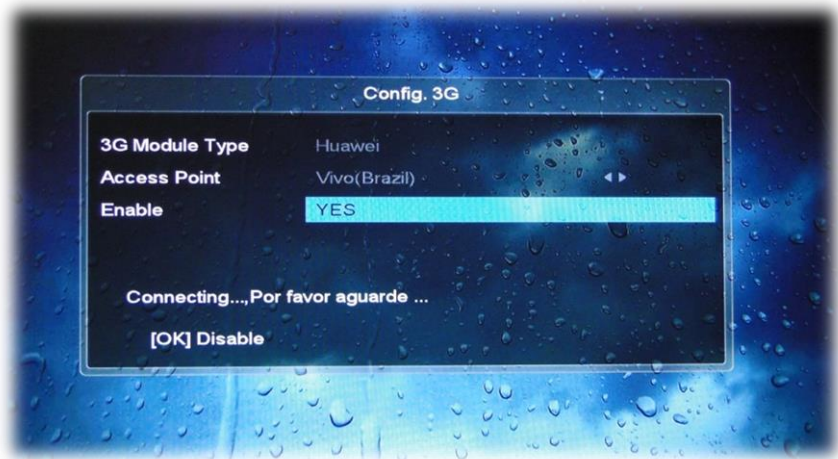 Config. 3G
3G Module Type Huawei
Access Point Vivo(Brazil)
Enable YES
Connecting...,Por favor aguarde ...
[OK] Disable